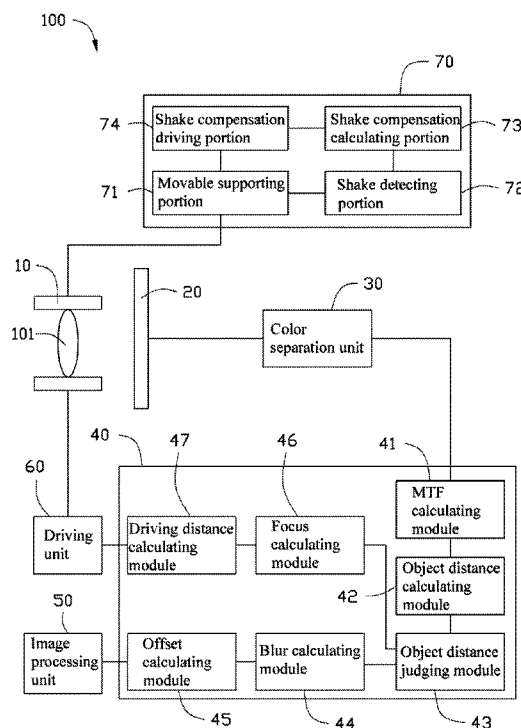 100
70
74
Shake compensation
driving portion
Shake compensation
calculating portion
73
71
Movable supporting
portion
Shake detecting
portion
72
10
20
30
101
Color
separation unit
40
47
46
41
60
MTF
calculating
module
Driving
unit
Driving distance
calculating
module
Focus
calculating
module
Object distance
calculating
module
42
50
Image
processing
unit
Offset
calculating
module
Blur calculating
module
Object distance
judging module
45
44
43